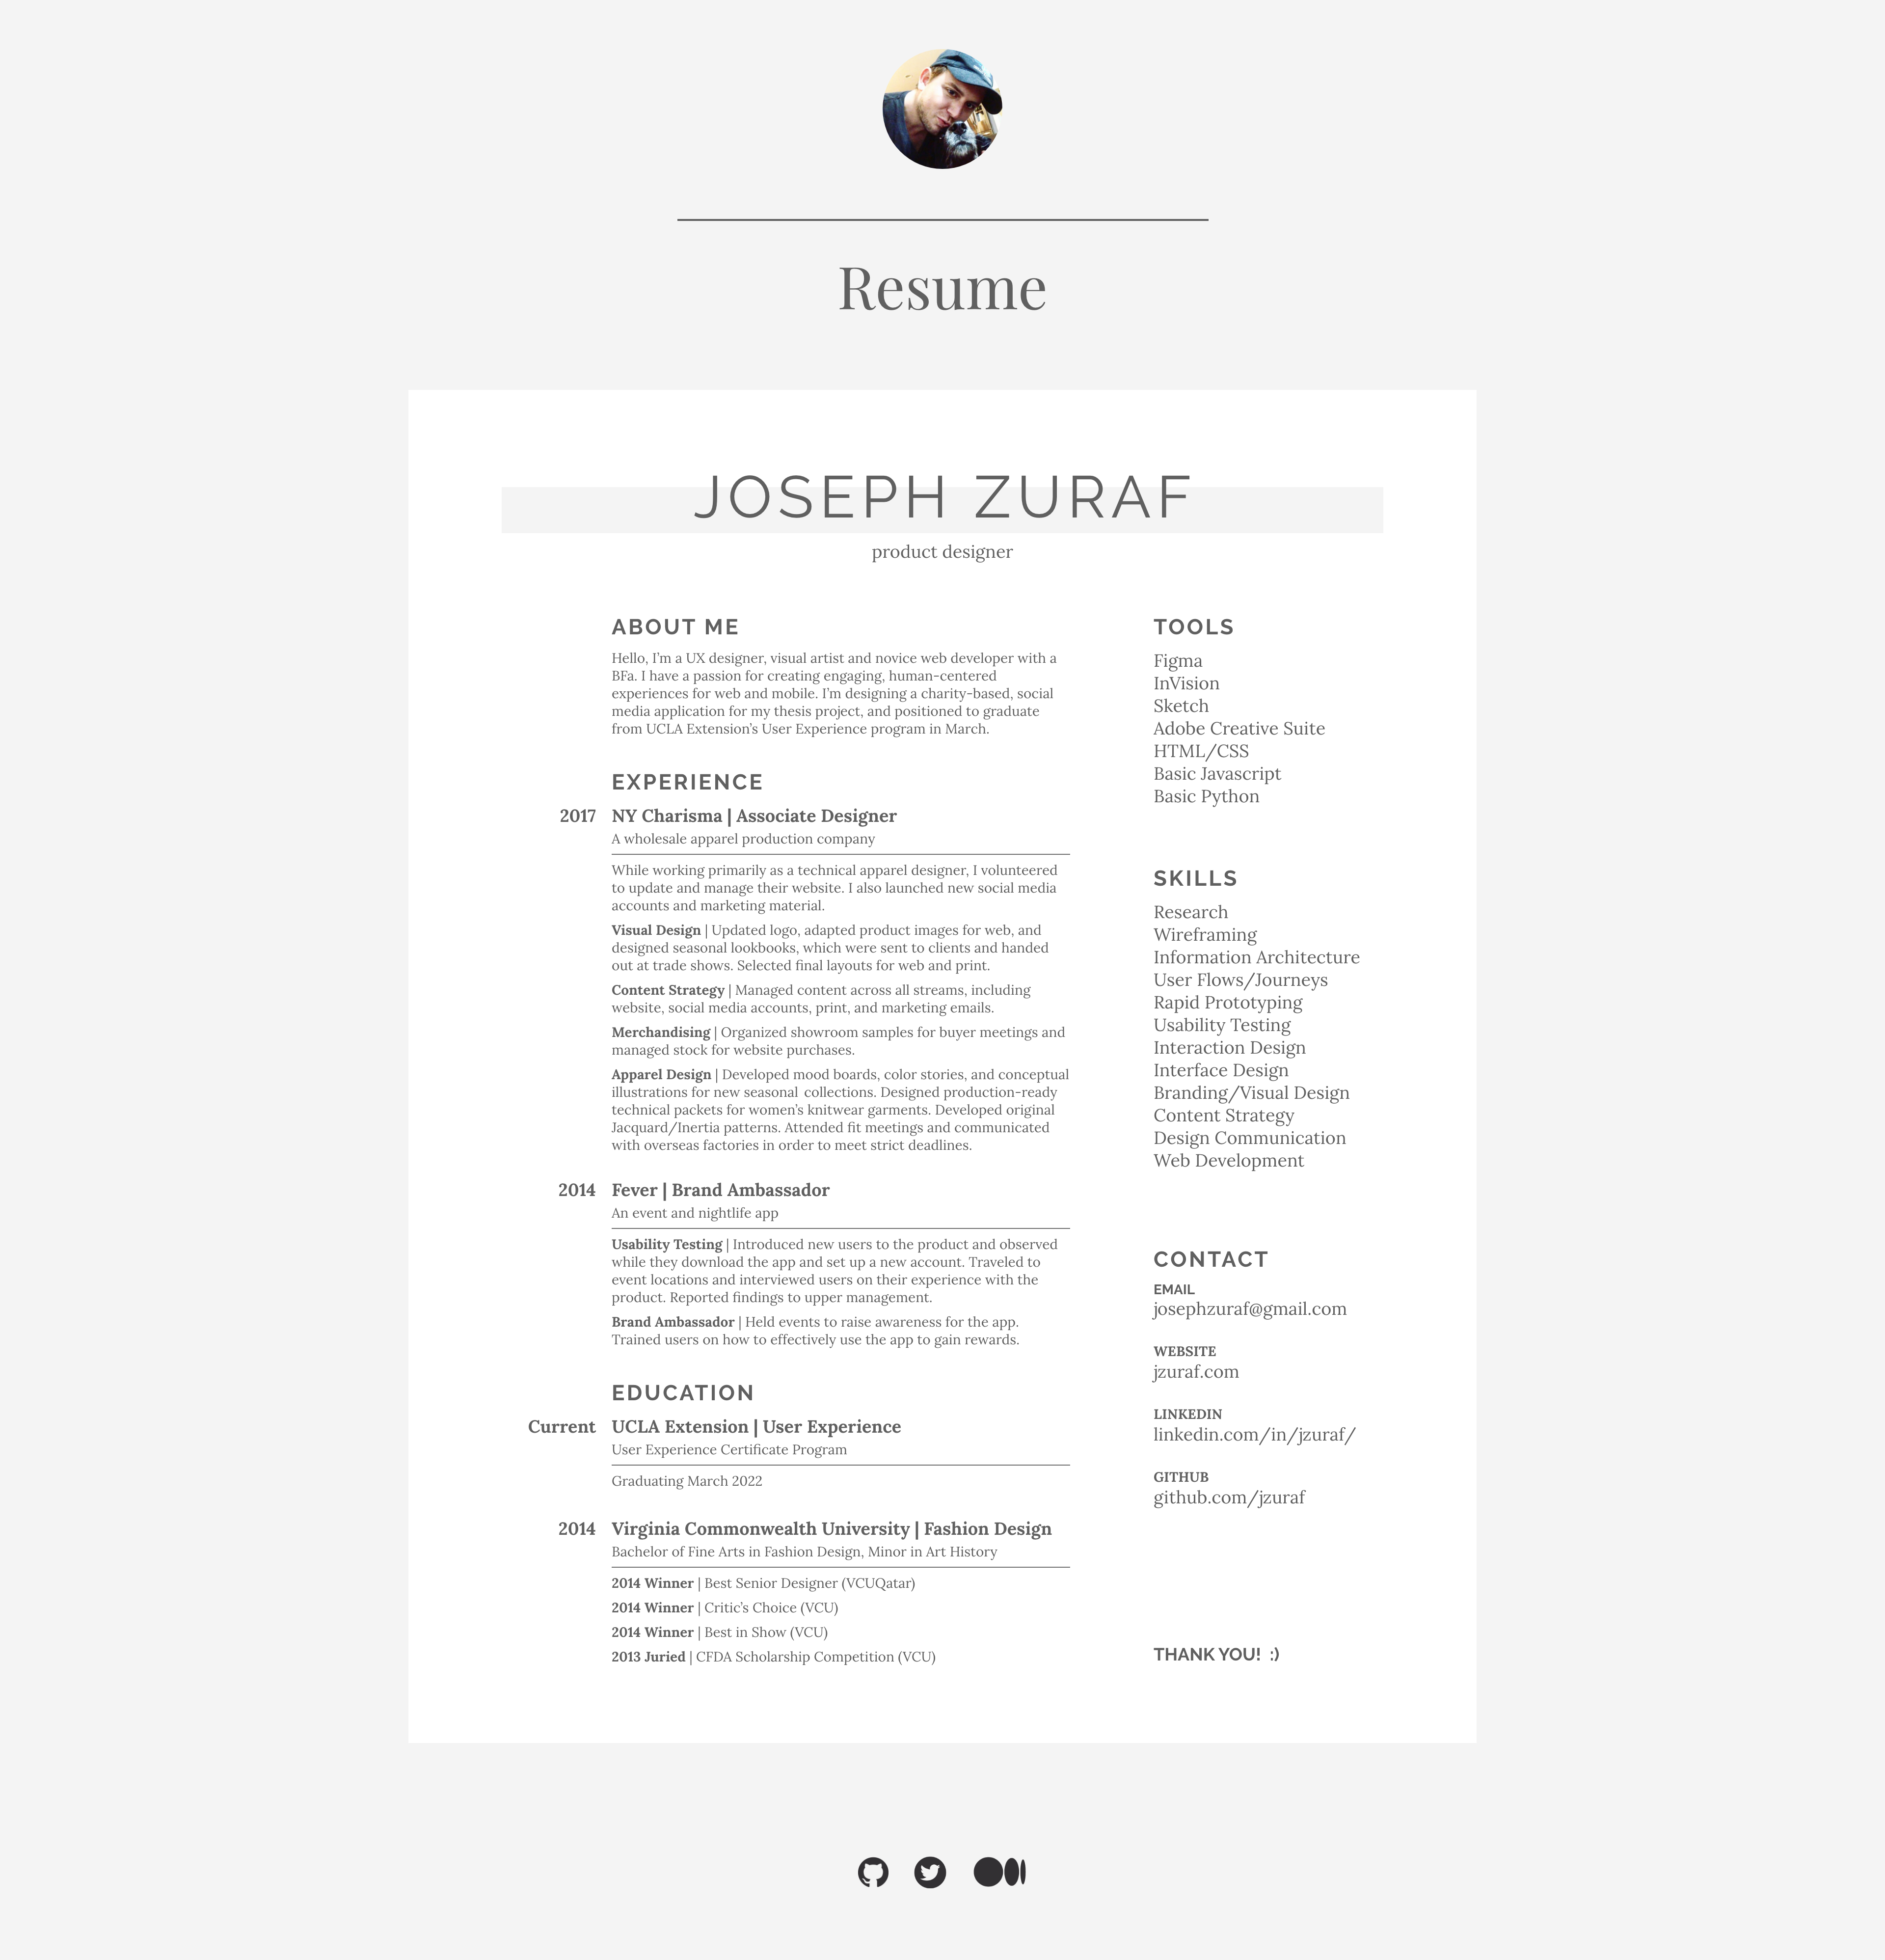 Resume
JOSEPH ZURAF
product designer
ABOUT ME
Hello, I’m a UX designer, visual artist and novice web developer with a
BFa. I have a passion for creating engaging, human-centered
experiences for web and mobile. I’m designing a charity-based, social
media application for my thesis project, and positioned to graduate
from UCLA Extension’s User Experience program in March.
EXPERIENCE
2017 NY Charisma | Associate Designer
A wholesale apparel production company
While working primarily as a technical apparel designer, I volunteered
to update and manage their website. I also launched new social media
accounts and marketing material.
Visual Design | Updated logo, adapted product images for web, and
designed seasonal lookbooks, which were sent to clients and handed
out at trade shows. Selected final layouts for web and print.
Content Strategy | Managed content across all streams, including
website, social media accounts, print, and marketing emails.
Merchandising | Organized showroom samples for buyer meetings and
managed stock for website purchases.
Apparel Design | Developed mood boards, color stories, and conceptual
illustrations for new seasonal collections. Designed production-ready
technical packets for women’s knitwear garments. Developed original
Jacquard/Inertia patterns. Attended fit meetings and communicated
with overseas factories in order to meet strict deadlines.
2014 Fever | Brand Ambassador
An event and nightlife app
Usability Testing | Introduced new users to the product and observed
while they download the app and set up a new account. Traveled to
event locations and interviewed users on their experience with the
product. Reported findings to upper management.
Brand Ambassador | Held events to raise awareness for the app.
Trained users on how to effectively use the app to gain rewards.
EDUCATION
Current UCLA Extension | User Experience
User Experience Certificate Program
Graduating March 2022
2014 Virginia Commonwealth University | Fashion Design
Bachelor of Fine Arts in Fashion Design, Minor in Art History
2014 Winner | Best Senior Designer (VCUQatar)
2014 Winner | Critic’s Choice (VCU)
2014 Winner | Best in Show (VCU)
2013 Juried | CFDA Scholarship Competition (VCU)
TOOLS
Figma
InVision
Sketch
Adobe Creative Suite
HTML/CSS
Basic Javascript
Basic Python
SKILLS
Research
Wireframing
Information Architecture
User Flows/Journeys
Rapid Prototyping
Usability Testing
Interaction Design
Interface Design
Branding/Visual Design
Content Strategy
Design Communication
Web Development
CONTACT
EMAIL
josephzuraf@gmail.com
WEBSITE
jzuraf.com
LINKEDIN
linkedin.com/in/jzuraf/
GITHUB
github.com/jzuraf
THANK YOU! :)